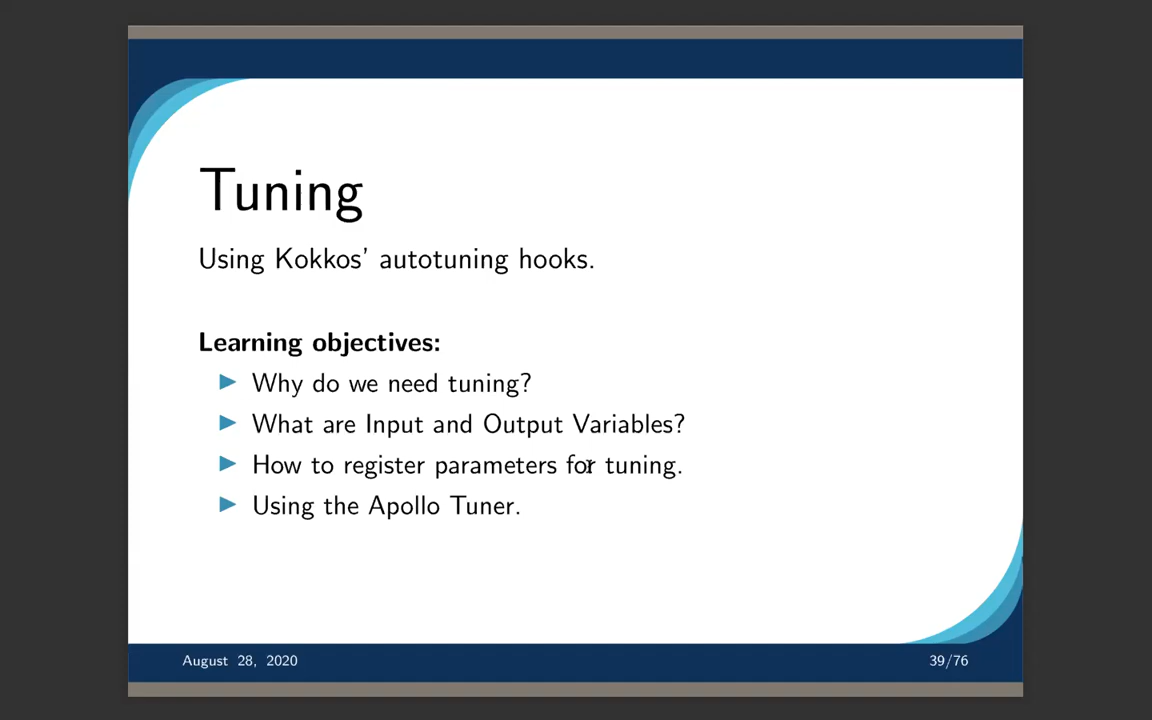 Tuning
Using Kokkos' autotuning hooks.
Learning objectives:
Why do we need tuning?
What are Input and Output Variables?
How to register parameters for tuning.
Using the Apollo Tuner.
August 28, 2020
39/76